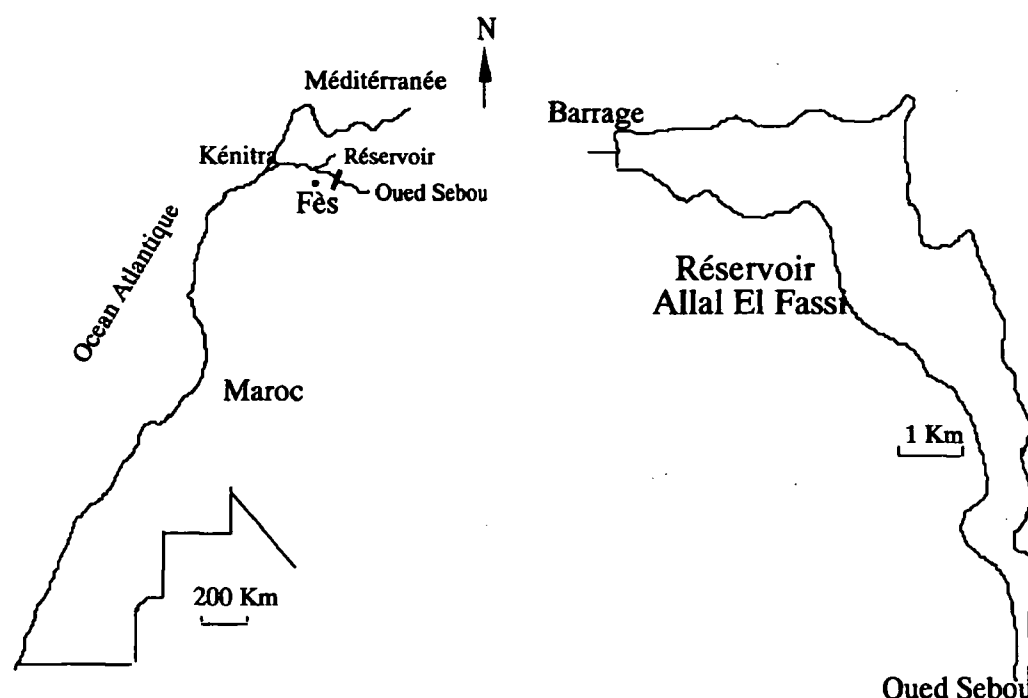 N
Méditérranée
Kénitra
Réservoir
Oued Sebou
Fès
Ocean Atlantique
Maroc
200 Km
Barrage
Réservoir
Allal El Fassi
1 Km
Oued Sebou